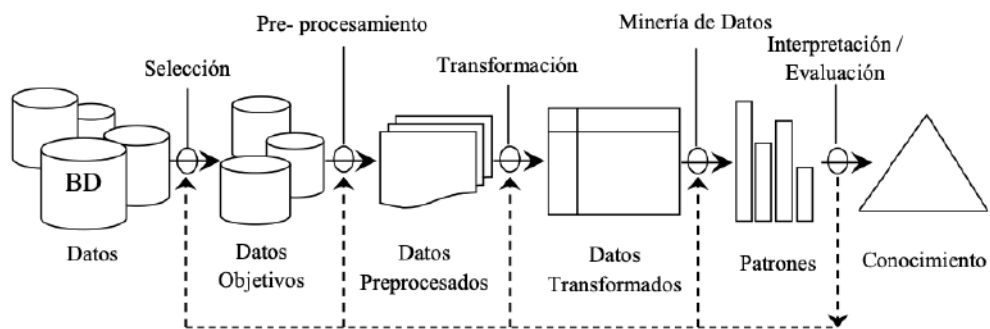 Pre- procesamiento
Minería de Datos
Interpretación /
Evaluación
Selección
Transformación
BD
Datos
Datos
Objetivos
Datos
Preprocesados
Datos
Transformados
Patrones
Conocimiento